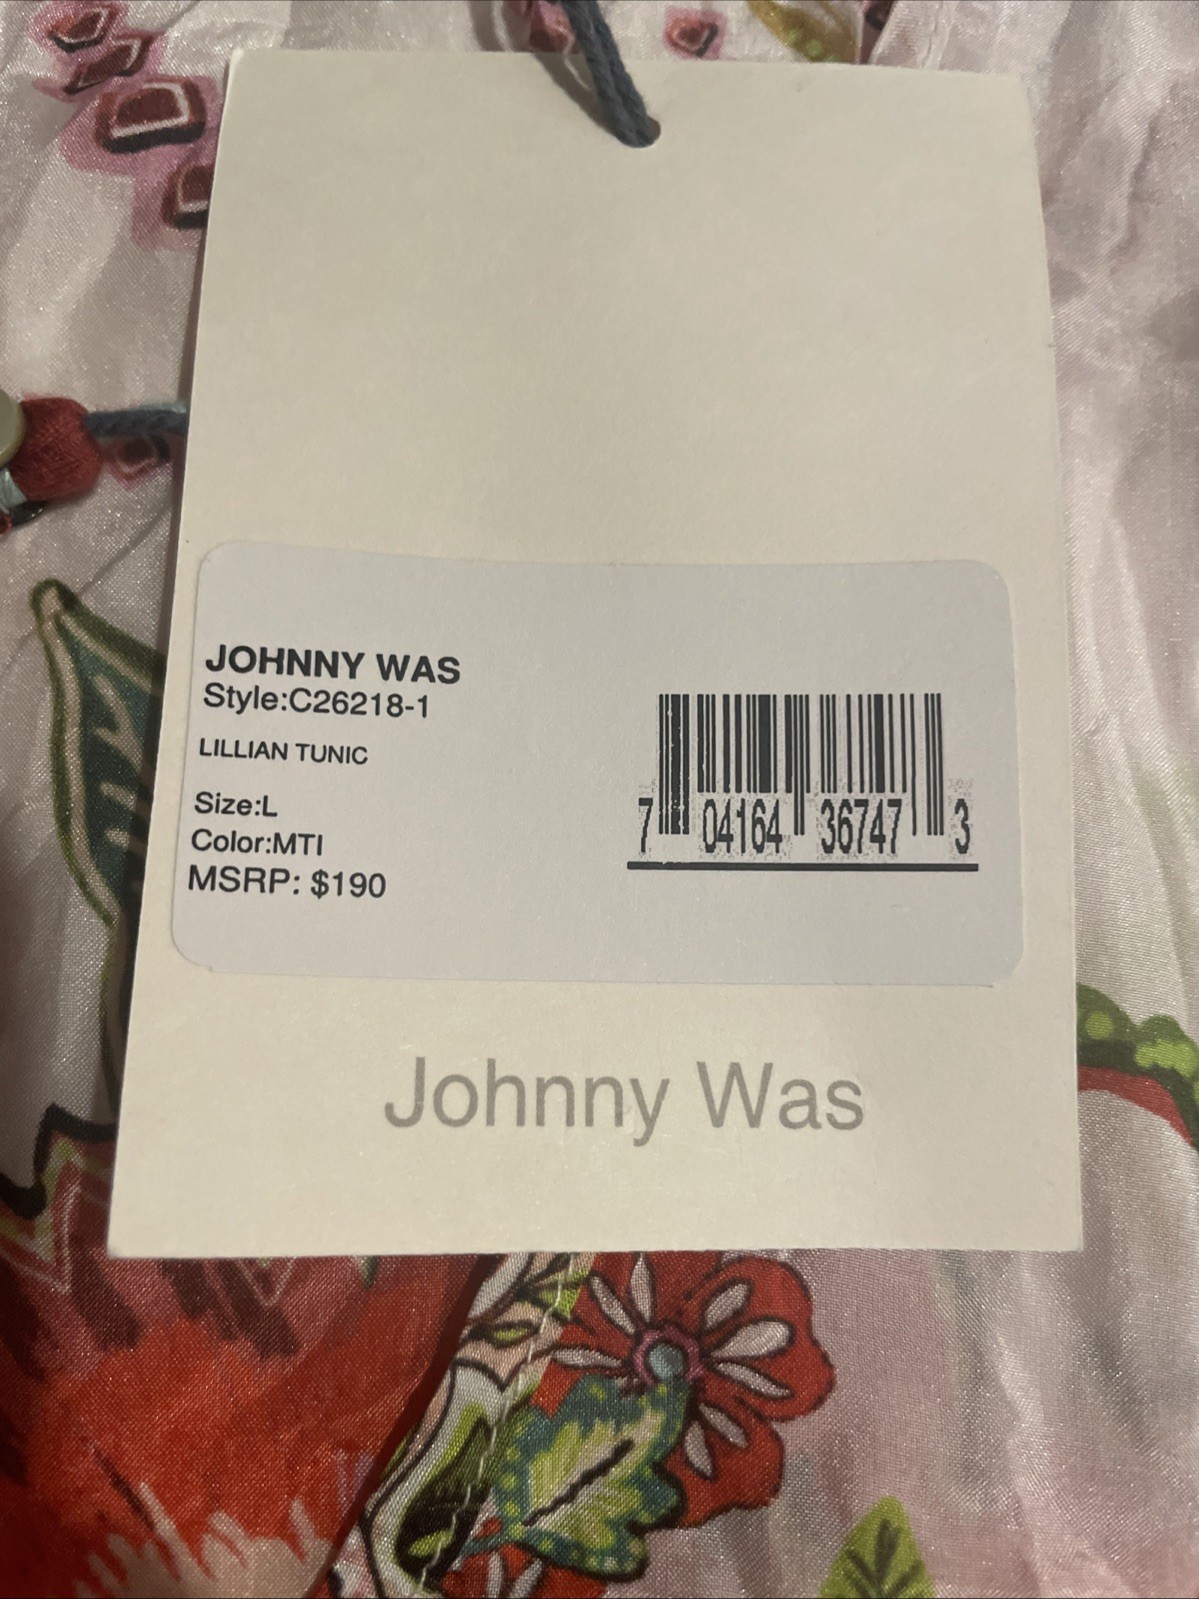 JOHNNY WAS
Style:C26218-1
LILLIAN TUNIC
Size:L
Color:MTI
MSRP: $190
7 04164 36747 3
Johnny Was